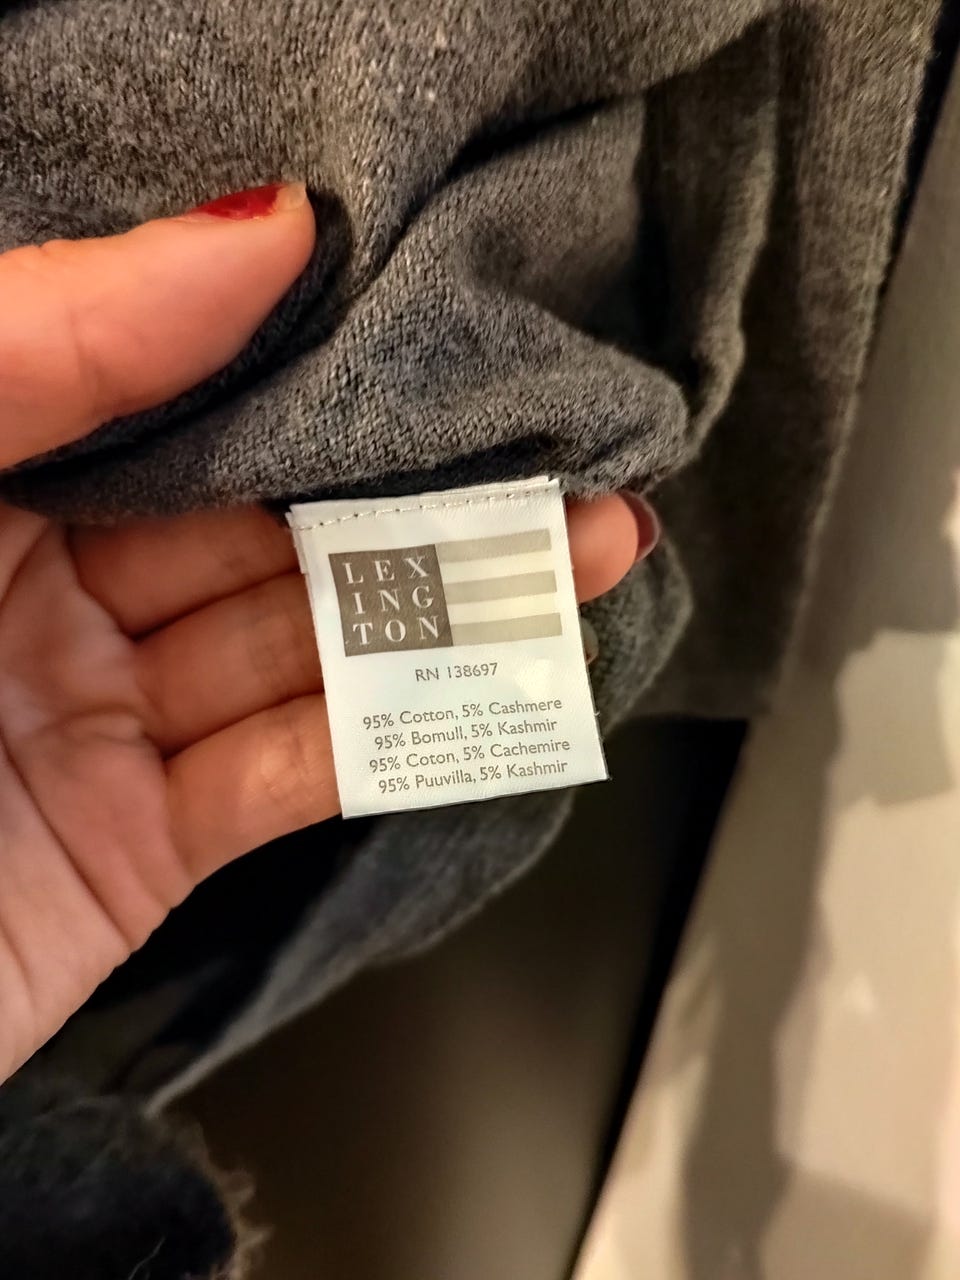 LEX
ING
TON
RN 138697
95% Cotton, 5% Cashmere
95% Bomull, 5% Kashmir
95% Coton, 5% Cachemire
95% Puuvilla, 5% Kashmir